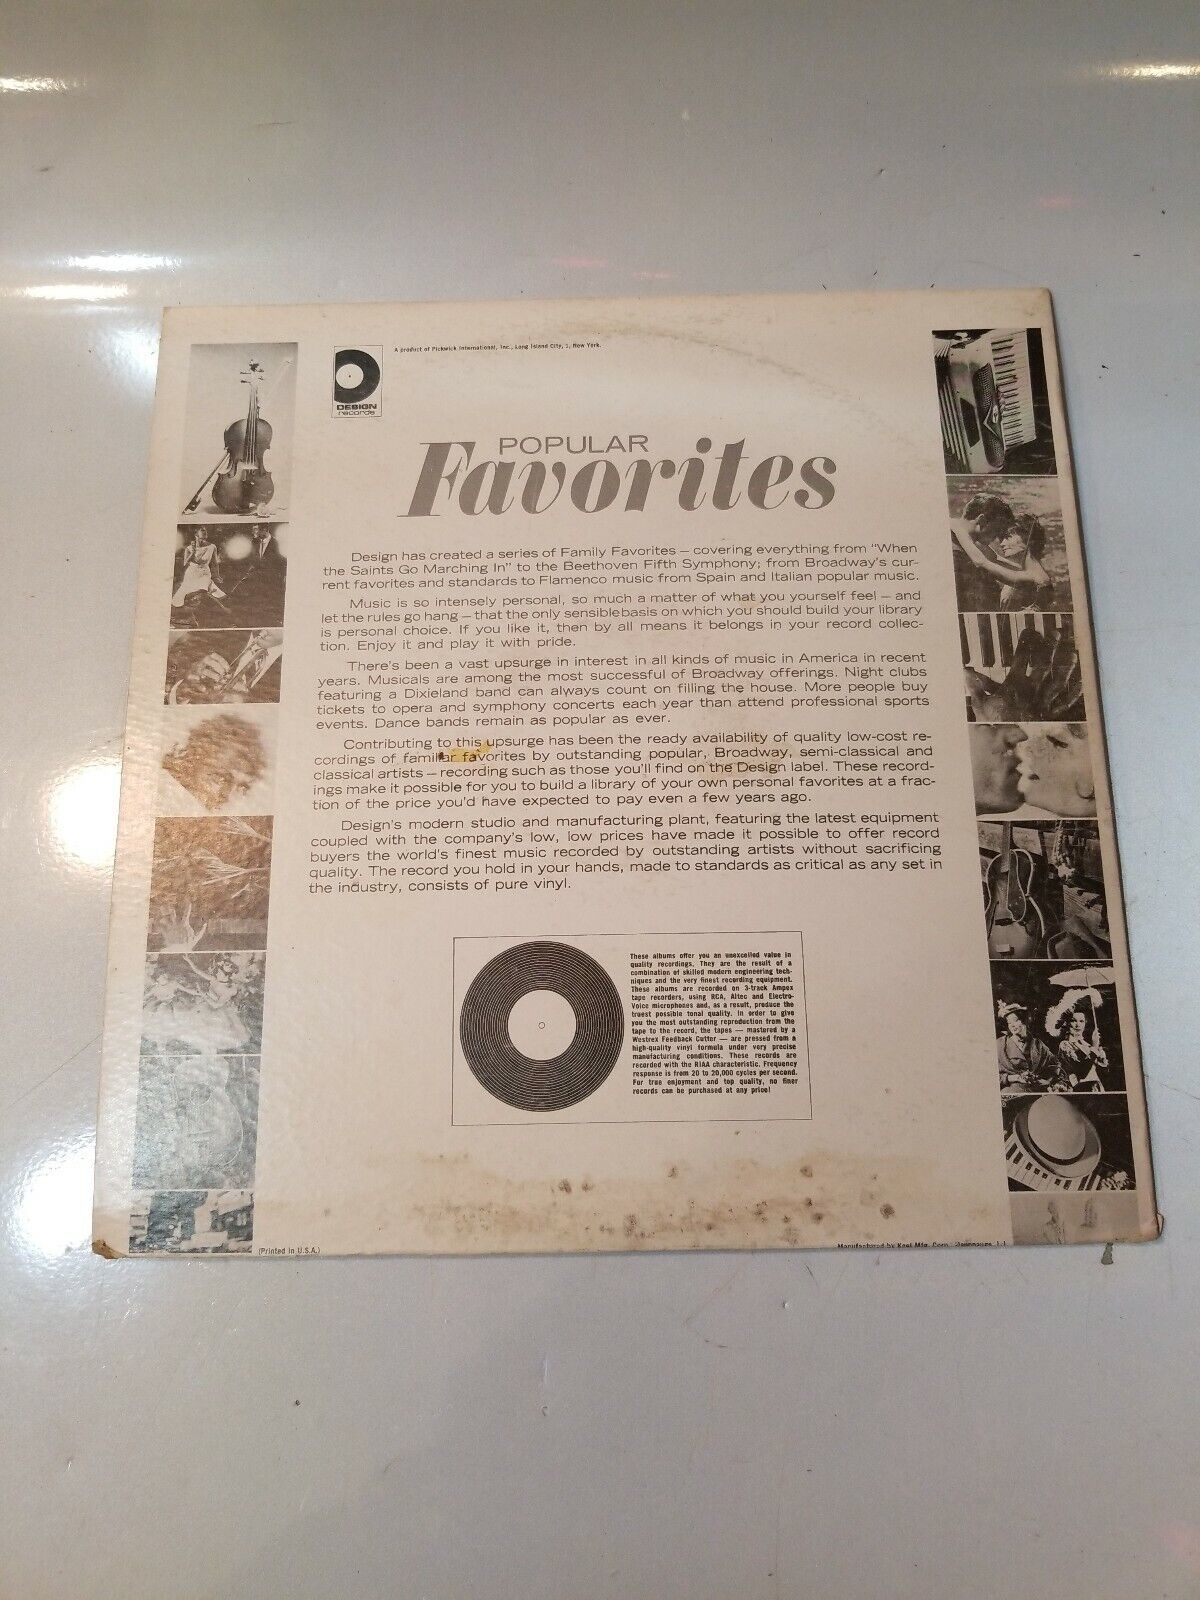 A product of Pickwick International, Inc., Long Island City, 1, New York.
DESIGN
records
POPULAR
Favorites
Design has created a series of Family Favorites – covering everything from "When
the Saints Go Marching In" to the Beethoven Fifth Symphony; from Broadway's cur-
rent favorites and standards to Flamenco music from Spain and Italian popular music.
Music is so intensely personal, so much a matter of what you yourself feel – and
let the rules go hang – that the only sensible basis on which you should build your library
is personal choice. If you like it, then by all means it belongs in your record collec-
tion. Enjoy it and play it with pride.
There's been a vast upsurge in interest in all kinds of music in America in recent
years. Musicals are among the most successful of Broadway offerings. Night clubs
featuring a Dixieland band can always count on filling the house. More people buy
tickets to opera and symphony concerts each year than attend professional sports
events. Dance bands remain as popular as ever.
Contributing to this upsurge has been the ready availability of quality low-cost re-
cordings of familiar favorites by outstanding popular, Broadway, semi-classical and
classical artists – recording such as those you'll find on the Design label. These record-
ings make it possible for you to build a library of your own personal favorites at a frac-
tion of the price you'd have expected to pay even a few years ago.
Design's modern studio and manufacturing plant, featuring the latest equipment
coupled with the company's low, low prices have made it possible to offer record
buyers the world's finest music recorded by outstanding artists without sacrificing
quality. The record you hold in your hands, made to standards as critical as any set in
the industry, consists of pure vinyl.
These albums offer you an unexcelled value in
quality recordings. They are the result of a
combination of skilled modern engineering tech-
niques and the very finest recording equipment.
These albums are recorded on 3-track Ampex
tape recorders, using RCA, Altec and Electro-
Voice microphones and, as a result, produce the
truest possible tonal quality. In order to give
you the most outstanding reproduction from the
tape to the record, the tapes — mastered by a
Westrex Feedback Cutter — are pressed from a
high-quality vinyl formula under very precise
manufacturing conditions. These records are
recorded with the RIAA characteristic. Frequency
response is from 20 to 20,000 cycles per second.
For true enjoyment and top quality, no finer
records can be purchased at any price!
(Printed in U.S.A.)
Manufactured by Keel Mfg. Corp.